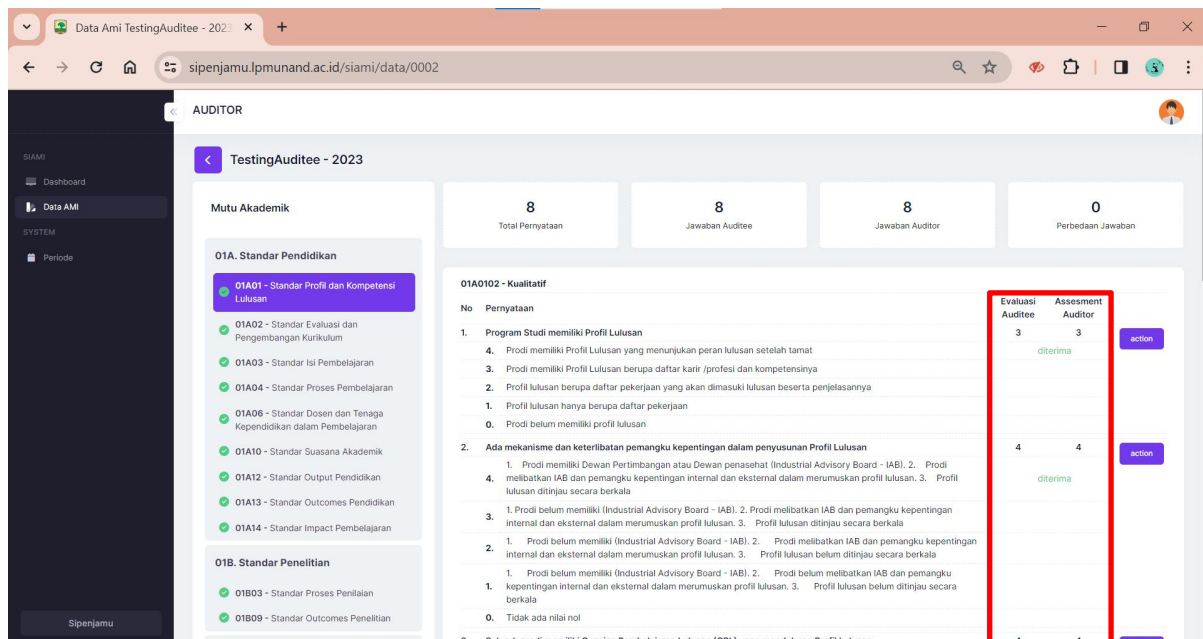 Data Ami TestingAuditee - 2023
sipenjamu.lpmunand.ac.id/siami/data/0002
AUDITOR
SIAMI
Dashboard
Data AMI
SYSTEM
Periode
Sipenjamu
TestingAuditee - 2023
Mutu Akademik
01A. Standar Pendidikan
01A01 - Standar Profil dan Kompetensi
Lulusan
01A02 - Standar Evaluasi dan
Pengembangan Kurikulum
01A03 - Standar Isi Pembelajaran
01A04 - Standar Proses Pembelajaran
01A06 - Standar Dosen dan Tenaga
Kependidikan dalam Pembelajaran
01A10 - Standar Suasana Akademik
01A12 - Standar Output Pendidikan
01A13 - Standar Outcomes Pendidikan
01A14 - Standar Impact Pembelajaran
01B. Standar Penelitian
01B03 - Standar Proses Penilaian
01B09 - Standar Outcomes Penelitian
8
Total Pernyataan
8
Jawaban Auditee
8
Jawaban Auditor
0
Perbedaan Jawaban
01A0102 - Kualitatif
No Pernyataan Evaluasi Auditee Assesment Auditor
1. Program Studi memiliki Profil Lulusan 3 3 action
4. Prodi memiliki Profil Lulusan yang menunjukan peran lulusan setelah tamat diterima
3. Prodi memiliki Profil Lulusan berupa daftar karir /profesi dan kompetensinya
2. Profil lulusan berupa daftar pekerjaan yang akan dimasuki lulusan beserta penjelasannya
1. Profil lulusan hanya berupa daftar pekerjaan
0. Prodi belum memiliki profil lulusan
2. Ada mekanisme dan keterlibatan pemangku kepentingan dalam penyusunan Profil Lulusan 4 4 action
1. Prodi memiliki Dewan Pertimbangan atau Dewan penasehat (Industrial Advisory Board - IAB). 2. Prodi
4. melibatkan IAB dan pemangku kepentingan internal dan eksternal dalam merumuskan profil lulusan. 3. Profil diterima
lulusan ditinjau secara berkala
1. Prodi belum memiliki (Industrial Advisory Board - IAB). 2. Prodi melibatkan IAB dan pemangku kepentingan
3. internal dan eksternal dalam merumuskan profil lulusan. 3. Profil lulusan ditinjau secara berkala
1. Prodi belum memiliki (Industrial Advisory Board - IAB). 2. Prodi melibatkan IAB dan pemangku kepentingan
2. internal dan eksternal dalam merumuskan profil lulusan. 3. Profil lulusan belum ditinjau secara berkala
1. Prodi belum memiliki (Industrial Advisory Board - IAB). 2. Prodi belum melibatkan IAB dan pemangku
1. kepentingan internal dan eksternal dalam merumuskan profil lulusan. 3. Profil lulusan belum ditinjau secara
berkala
0. Tidak ada nilai nol